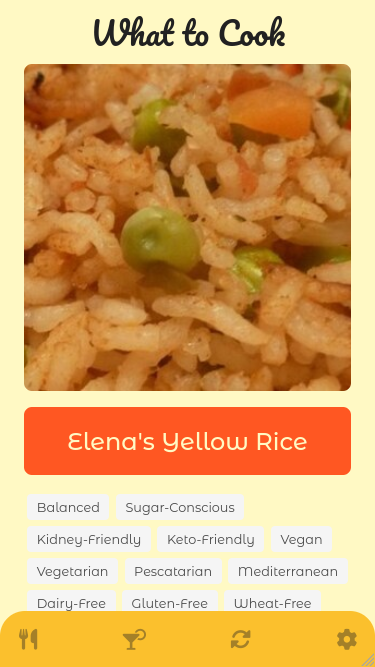 What to Cook
Elena's Yellow Rice
Balanced Sugar-Conscious
Kidney-Friendly Keto-Friendly Vegan
Vegetarian Pescatarian Mediterranean
Dairy-Free Gluten-Free Wheat-Free